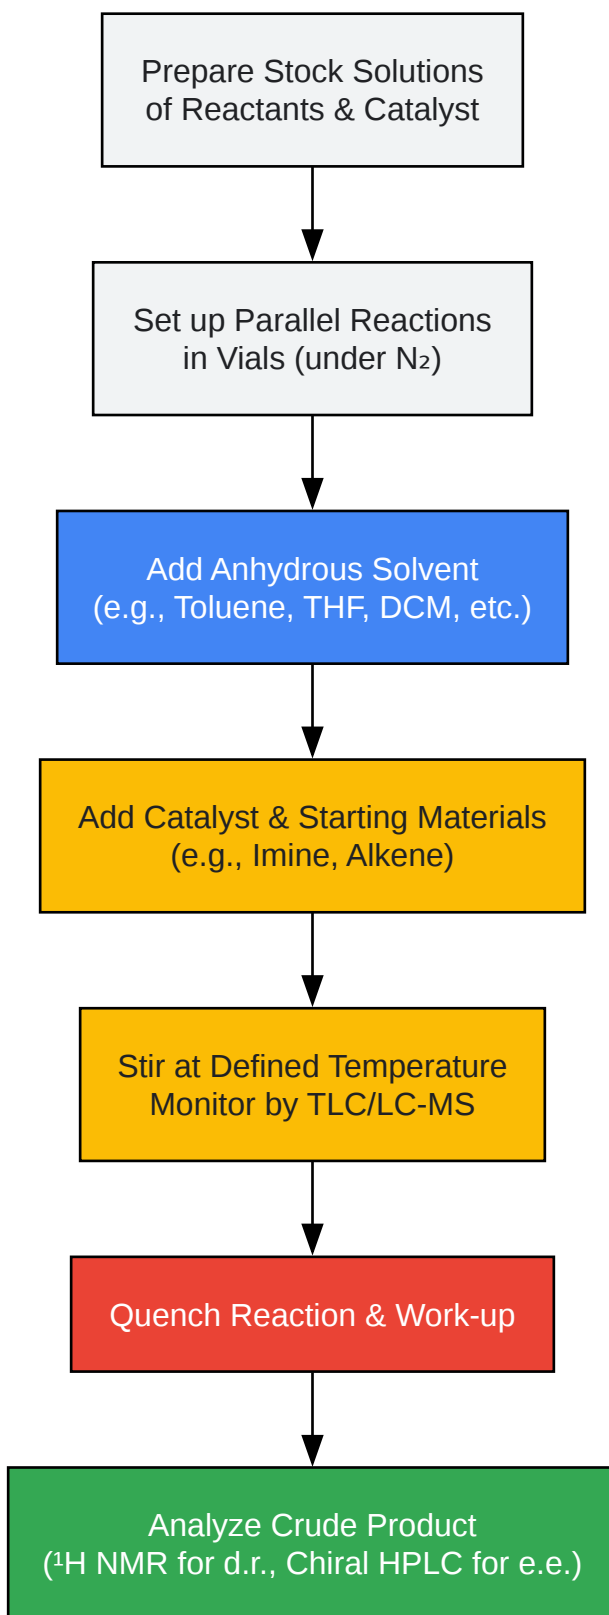 Prepare Stock Solutions
of Reactants & Catalyst
Set up Parallel Reactions
in Vials (under N₂)
Add Anhydrous Solvent
(e.g., Toluene, THF, DCM, etc.)
Add Catalyst & Starting Materials
(e.g., Imine, Alkene)
Stir at Defined Temperature
Monitor by TLC/LC-MS
Quench Reaction & Work-up
Analyze Crude Product
(¹H NMR for d.r., Chiral HPLC for e.e.)